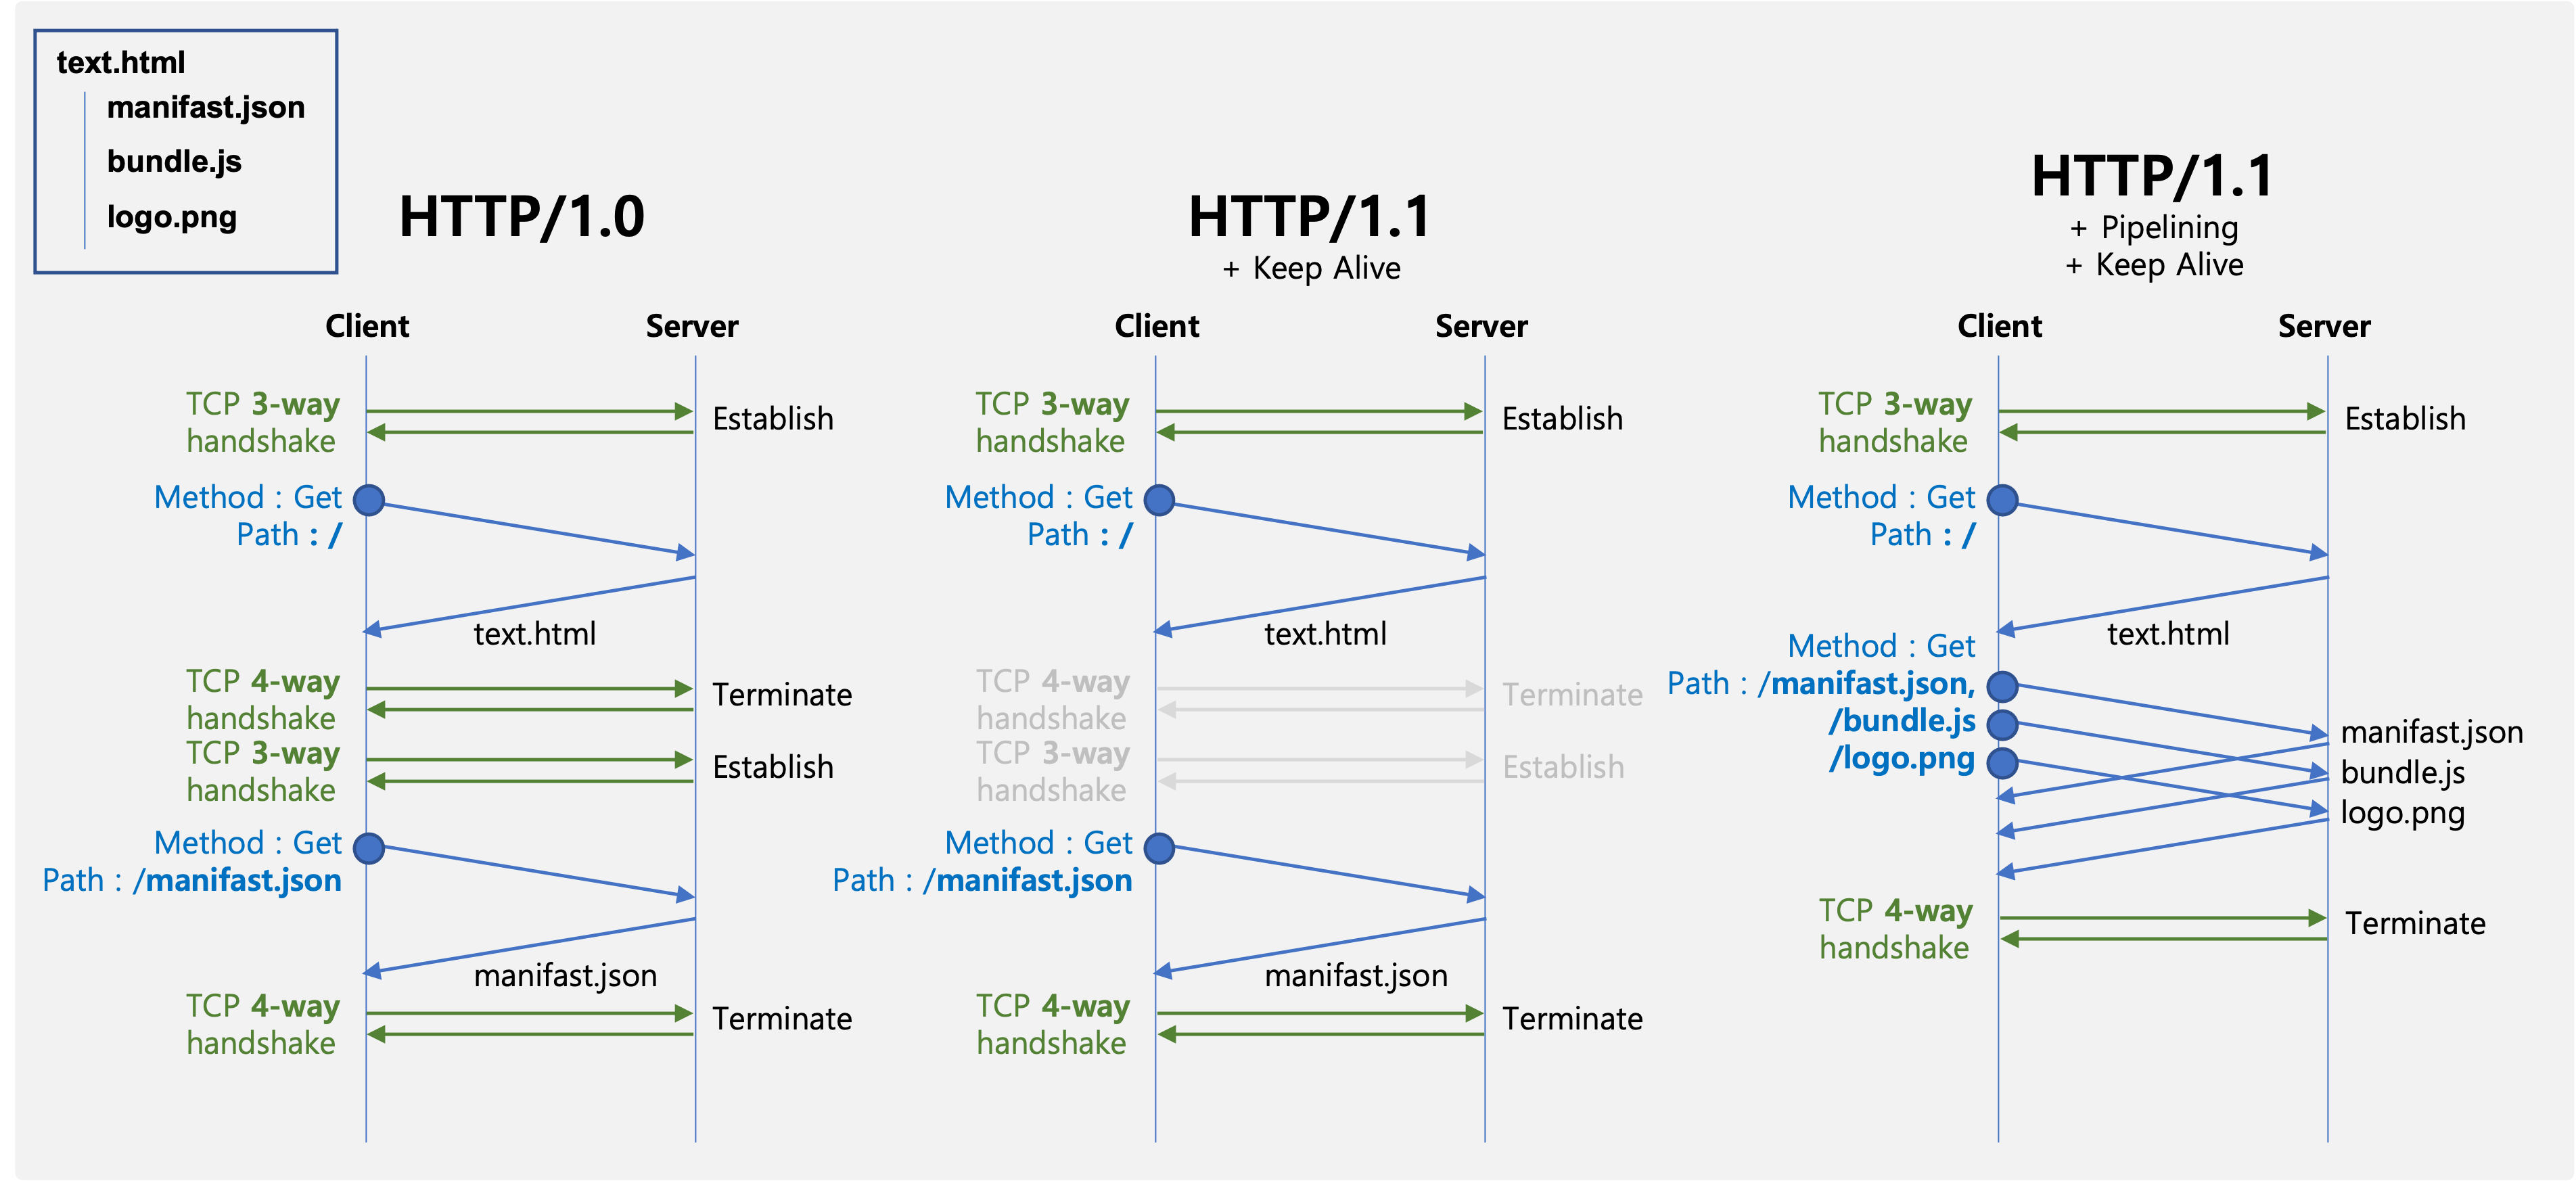 text.html
manifast.json
bundle.js
logo.png
HTTP/1.0
Client
Server
TCP 3-way
handshake
Establish
Method : Get
Path : /
text.html
TCP 4-way
handshake
Terminate
TCP 3-way
handshake
Establish
Method : Get
Path : /manifast.json
manifast.json
TCP 4-way
handshake
Terminate
HTTP/1.1
+ Keep Alive
Client
Server
TCP 3-way
handshake
Establish
Method : Get
Path : /
text.html
TCP 4-way
handshake
Terminate
TCP 3-way
handshake
Establish
Method : Get
Path : /manifast.json
manifast.json
TCP 4-way
handshake
Terminate
HTTP/1.1
+ Pipelining
+ Keep Alive
Client
Server
TCP 3-way
handshake
Establish
Method : Get
Path : /
text.html
Method : Get
Path : /manifast.json,
/bundle.js
/logo.png
manifast.json
bundle.js
logo.png
TCP 4-way
handshake
Terminate